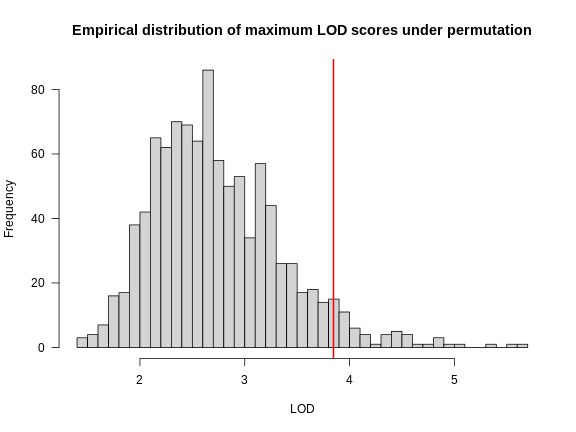 Empirical distribution of maximum LOD scores under permutation
80
60
40
20
0
Frequency
2 3 4 5
LOD